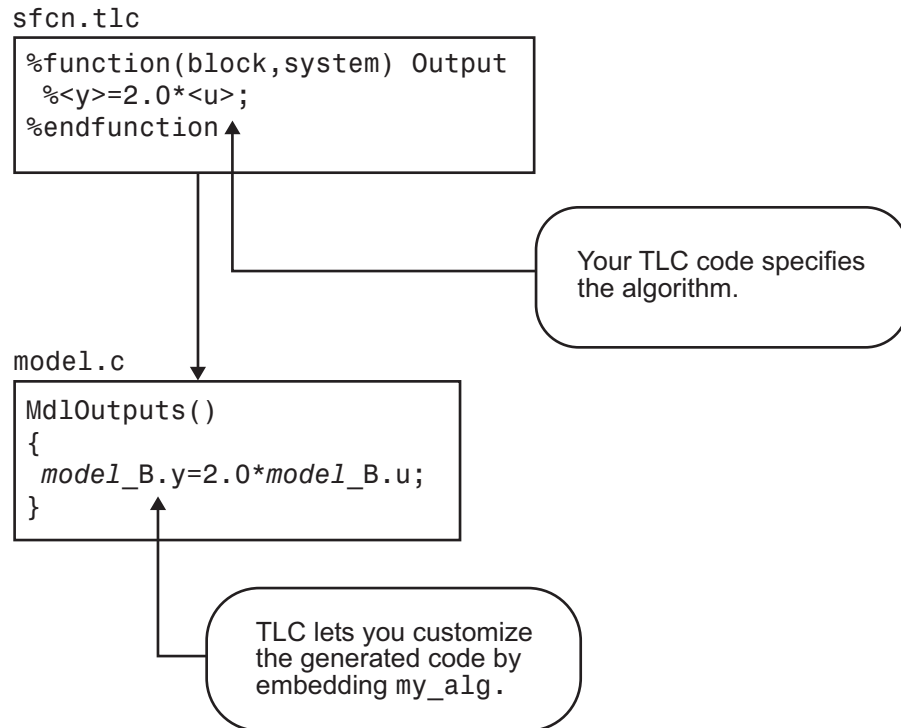 sfcn.tlc
%function(block,system) Output
%<y>=2.0*<u>;
%endfunction
Your TLC code specifies
the algorithm.
model.c
MdlOutputs()
{
model_B.y=2.0*model_B.u;
}
TLC lets you customize
the generated code by
embedding my_alg.